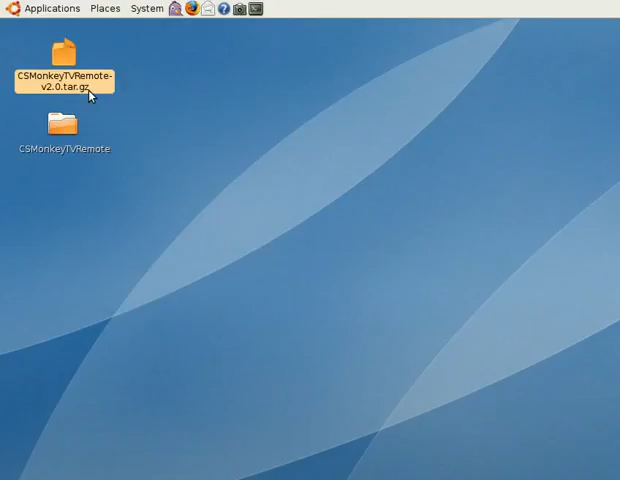 Applications Places System
CSMonkeyTVRemote-
v2.0.tar.gz
CSMonkeyTVRemote